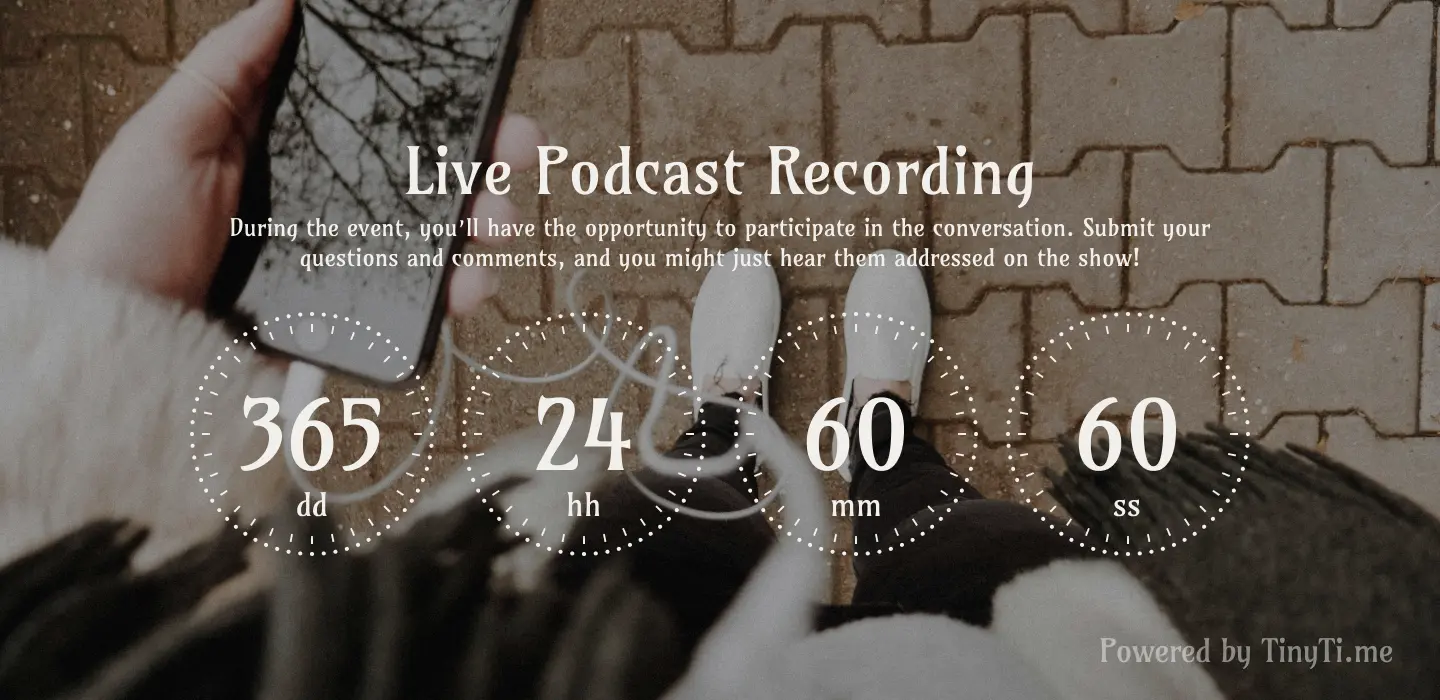 Live Podcast Recording
During the event, you'll have the opportunity to participate in the conversation. Submit your
questions and comments, and you might just hear them addressed on the show!
365 24 60 60
dd hh mm ss
Powered by TinyTi.me